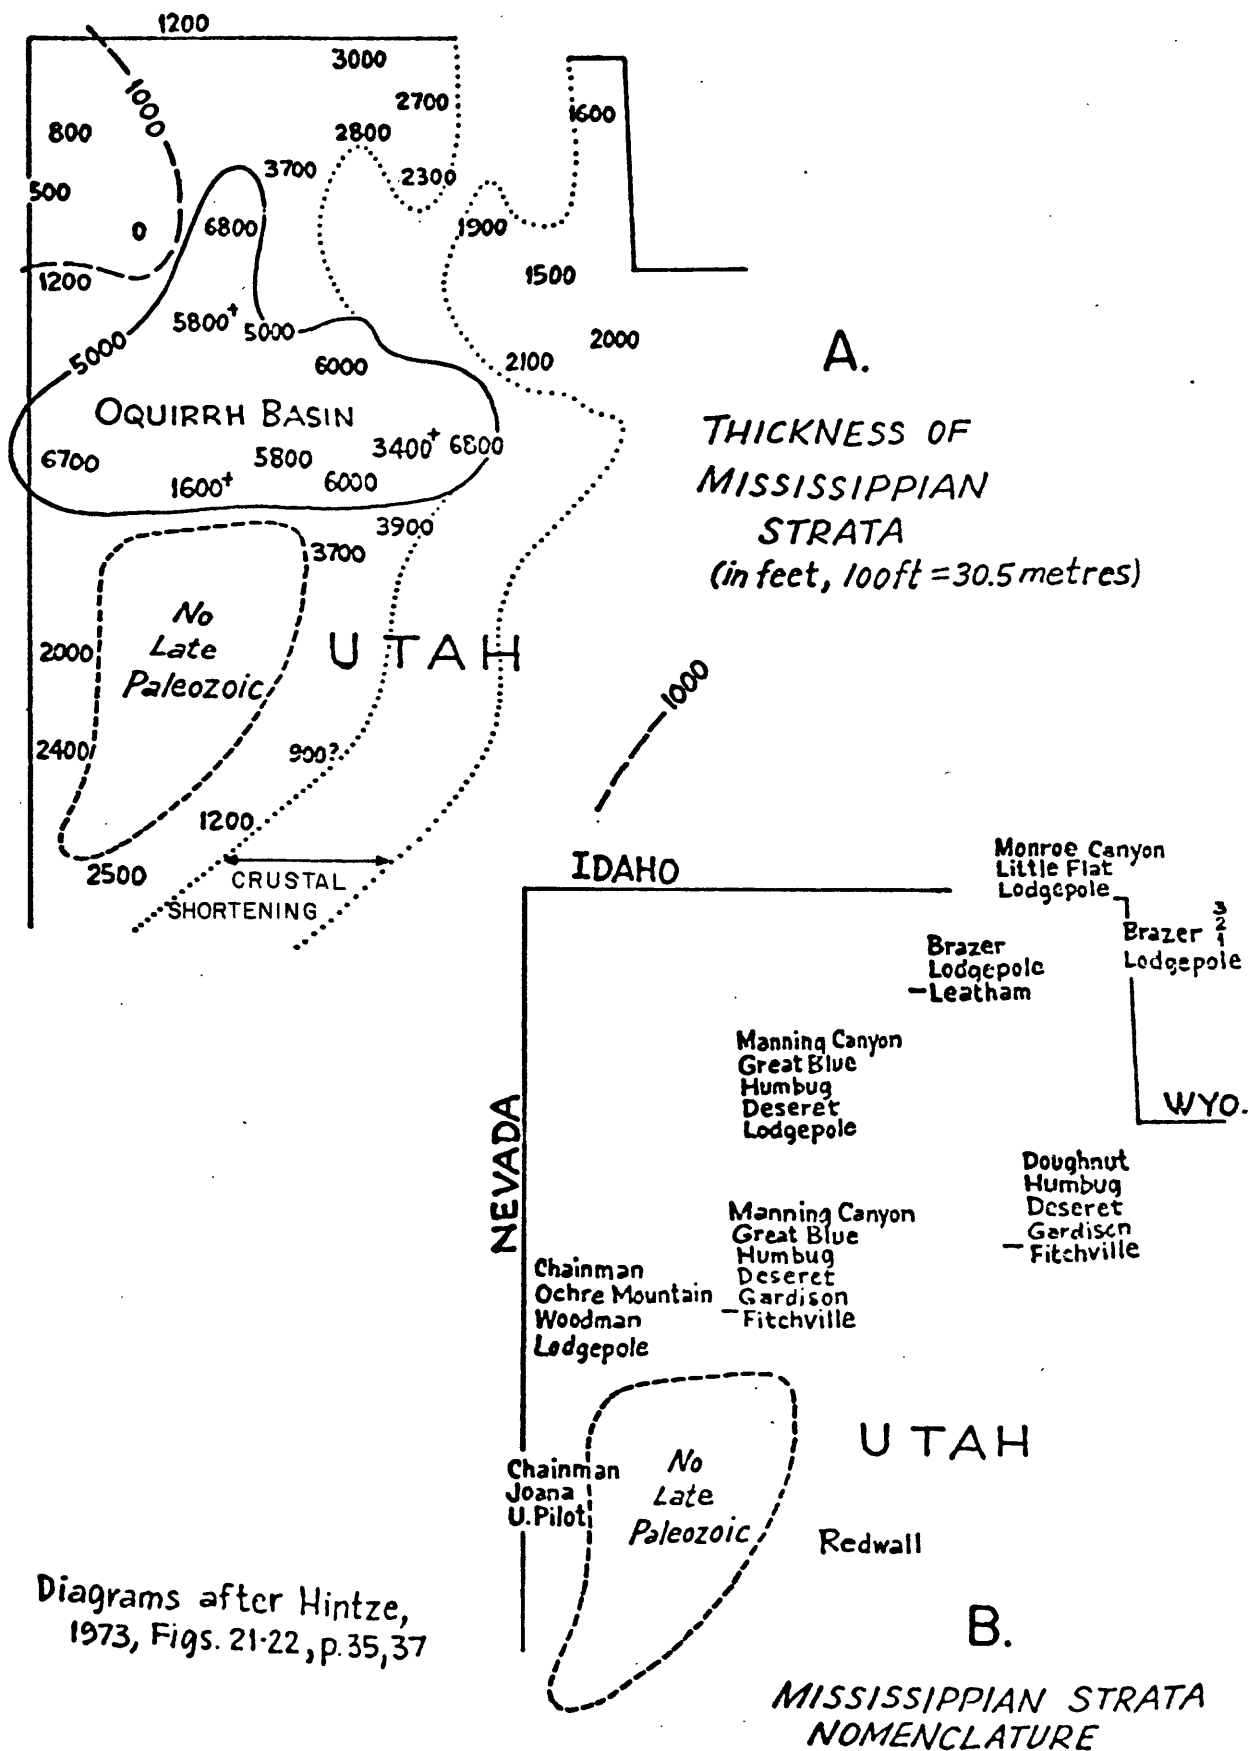 1200
3000
1000
2700
1600
800
2800
3700
2300
500
6800
1900
0
1200
1500
5800+
5000
2000
5000
6000
2100
A.
OQUIRRH BASIN
THICKNESS OF
3400+
6800
6700
5800
MISSISSIPPIAN
1600+
6000
3900
STRATA
3700
(in feet, 100ft = 30.5 metres)
No
Late
Paleozoic
2000
UTAH
1000
2400
900?
1200
2500
CRUSTAL
SHORTENING
IDAHO
Monroe Canyon
Little Flat
Lodgepole
Brazer 3 2 1
Lodgepole
Brazer
Lodgepole
Leatham
Manning Canyon
Great Blue
Humbug
Deseret
Lodgepole
NEVADA
WYO.
Doughnut
Humbug
Deseret
Gardison
Fitchville
Manning Canyon
Great Blue
Humbug
Deseret
Gardison
Fitchville
Chainman
Ochre Mountain
Woodman
Lodgepole
UTAH
Chainman
Joana
U. Pilot
No
Late
Paleozoic
Redwall
Diagrams after Hintze,
1973, Figs. 21-22, p. 35, 37
B.
MISSISSIPPIAN STRATA
NOMENCLATURE